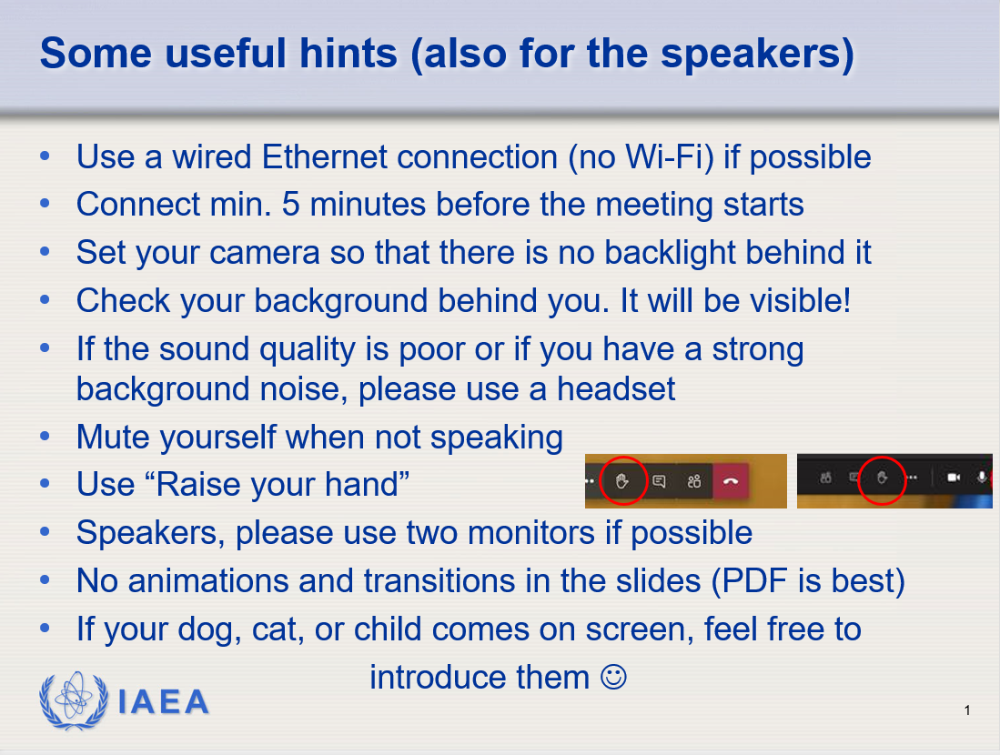 Some useful hints (also for the speakers)
• Use a wired Ethernet connection (no Wi-Fi) if possible
• Connect min. 5 minutes before the meeting starts
• Set your camera so that there is no backlight behind it
• Check your background behind you. It will be visible!
• If the sound quality is poor or if you have a strong
background noise, please use a headset
• Mute yourself when not speaking
• Use “Raise your hand”
• Speakers, please use two monitors if possible
• No animations and transitions in the slides (PDF is best)
• If your dog, cat, or child comes on screen, feel free to
introduce them ☺
IAEA
1